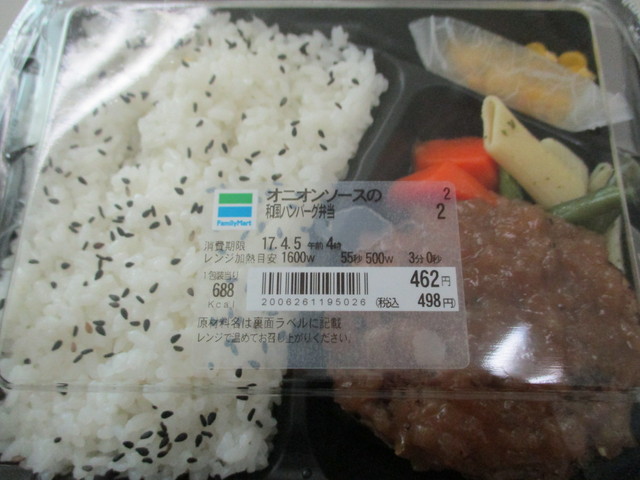 オニオンソースの 2
和風ハンバーグ弁当 2
FamilyMart
消費期限 17.4.5 午前 4時
レンジ加熱目安 1600W 55秒 500W 3分 0秒
1包装当り
688
Kcal
462円
2006261195026 (税込 498円)
原材料名は裏面ラベルに記載
レンジで温めてお召し上がりください。